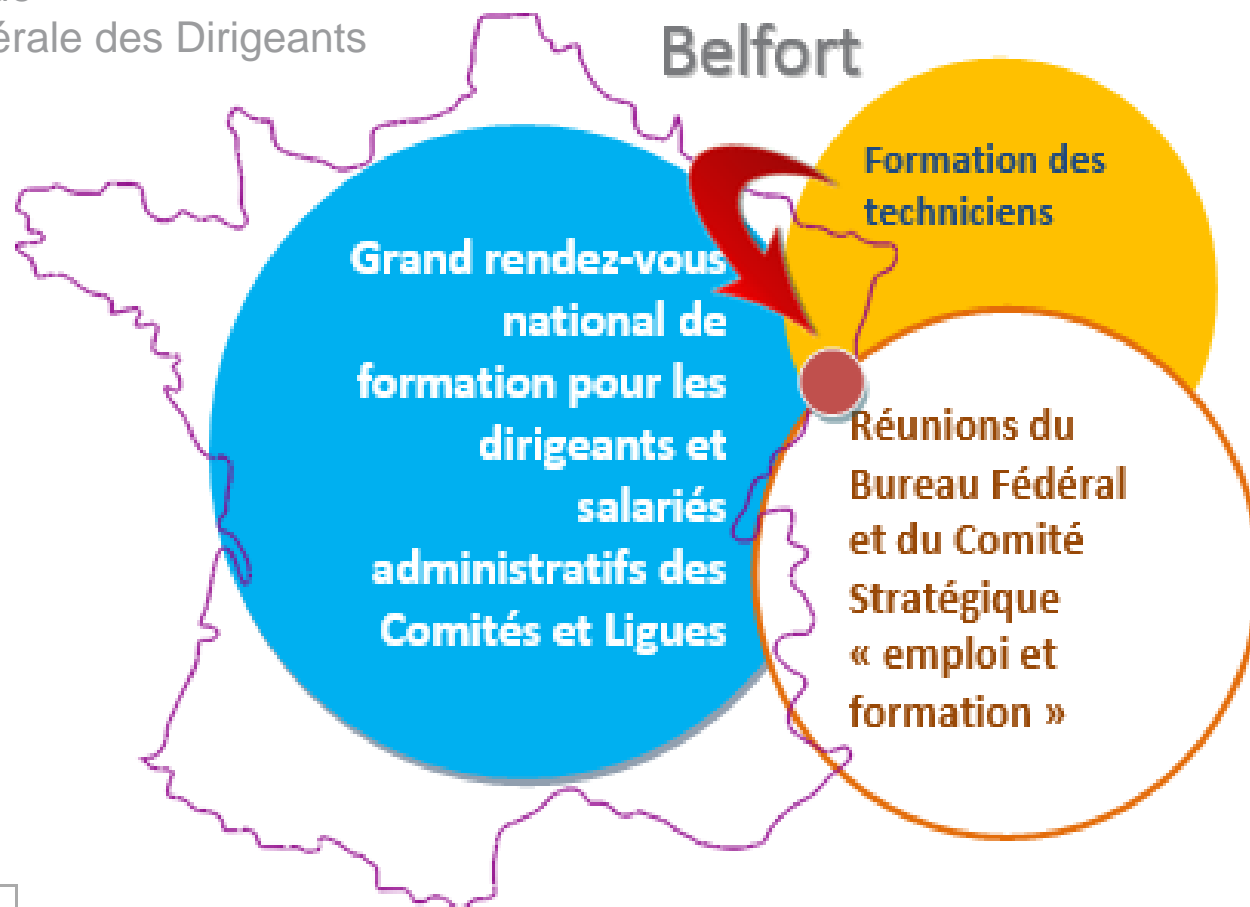 érale des Dirigeants
Belfort
Formation des
techniciens
Grand rendez-vous
national de
formation pour les
dirigeants et
salariés
administratifs des
Comités et Ligues
Réunions du
Bureau Fédéral
et du Comité
Stratégique
« emploi et
formation »